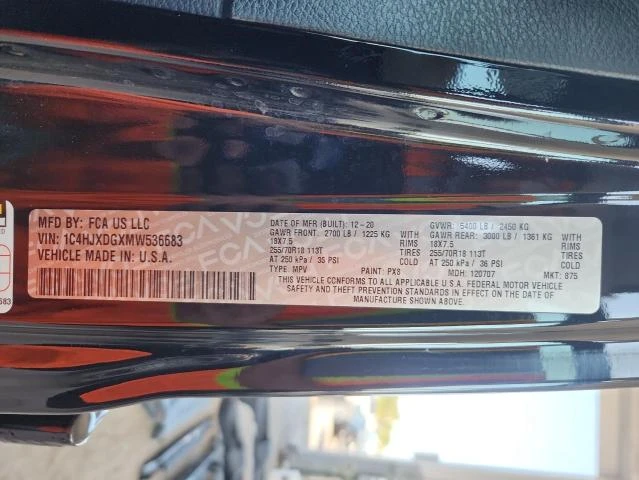 MFD BY: FCA US LLC
VIN: 1C4HJXDGXMW536683
VEHICLE MADE IN: U.S.A.
DATE OF MFR (BUILT): 12-20
GAWR FRONT: 2700 LB / 1225 KG WITH
18X7.5 RIMS
255/70R18 113T TIRES
AT 250 kPa / 36 PSI COLD
TYPE: MPV PAINT: PX8
GVWR: 5400 LB / 2450 KG
GAWR REAR: 3000 LB / 1361 KG WITH
18X7.5 RIMS
255/70R18 113T TIRES
AT 250 kPa / 36 PSI COLD
MDH: 120707 MKT: 875
THIS VEHICLE CONFORMS TO ALL APPLICABLE U.S.A. FEDERAL MOTOR VEHICLE
SAFETY AND THEFT PREVENTION STANDARDS IN EFFECT ON THE DATE OF
MANUFACTURE SHOWN ABOVE.